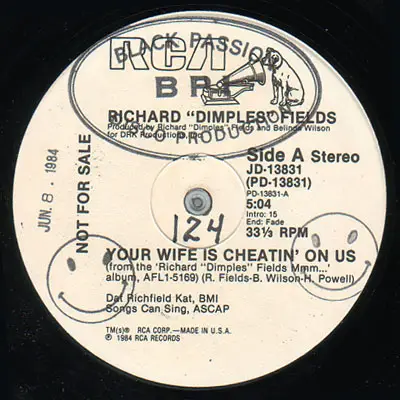 BLACK PASSION
RCA
RICHARD "DIMPLES" FIELDS
Produced by Richard "Dimples" Fields and Belinda Wilson
for DRK Productions, Inc.
Side A Stereo
JD-13831
(PD-13831)
PD-13831-A
5:04
Intro: 15
End: Fade
33⅓ RPM
NOT FOR SALE
JUN. 8. 1984
124
YOUR WIFE IS CHEATIN' ON US
(from the 'Richard "Dimples" Fields Mmm...'
album, AFL1-5169) (R. Fields-B. Wilson-H. Powell)
Dat Richfield Kat, BMI
Songs Can Sing, ASCAP
TM(s)® RCA CORP.—MADE IN U.S.A.
℗ 1984 RCA RECORDS